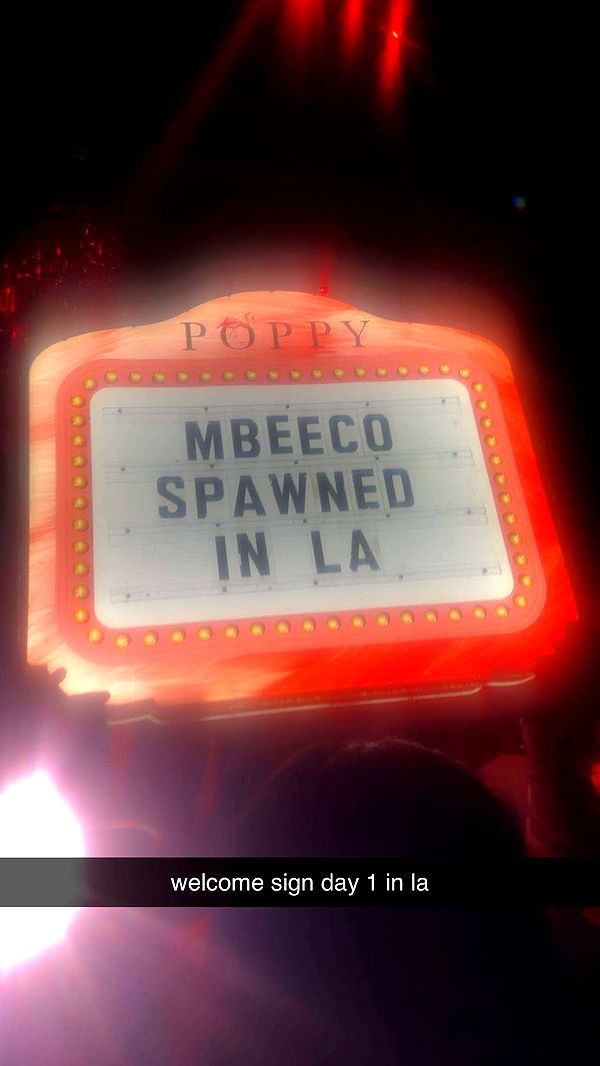 POPPY
MBEECO
SPAWNED
IN LA
welcome sign day 1 in la